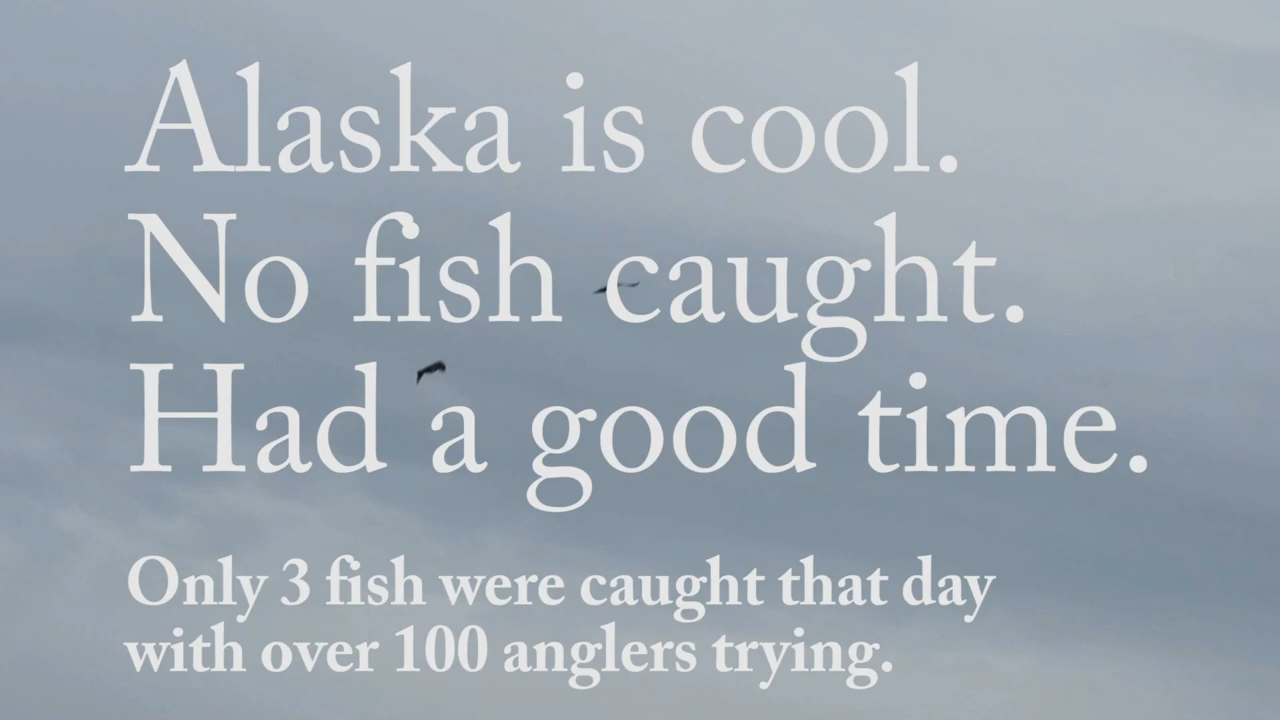 Alaska is cool.
No fish caught.
Had a good time.
Only 3 fish were caught that day
with over 100 anglers trying.